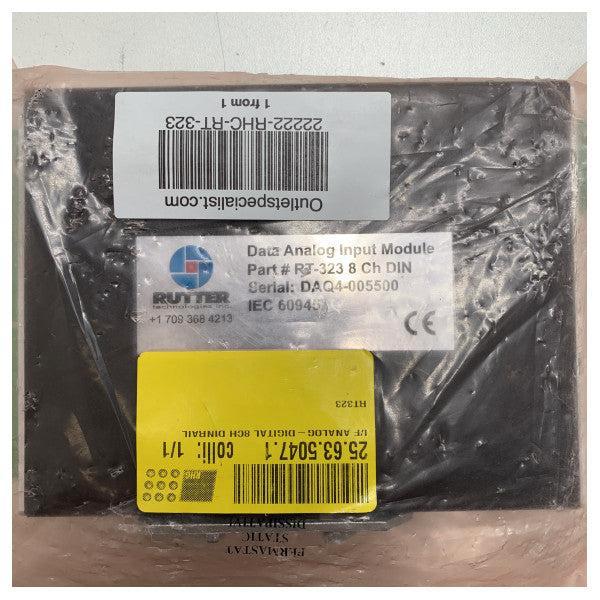 Outletspecialist.com
22222-RHC-RT-323
1 from 1
RUTTER
technologies inc.
+1 709 368 4213
Data Analog Input Module
Part # RT-323 8 Ch DIN
Serial: DAQ4-005500
IEC 60945
25.63.5047.1 colli: 1/1
I/F ANALOG – DIGITAL 8CH DINRAIL
RT323
PERMASTAT
STATIC
DISSIPATIVE